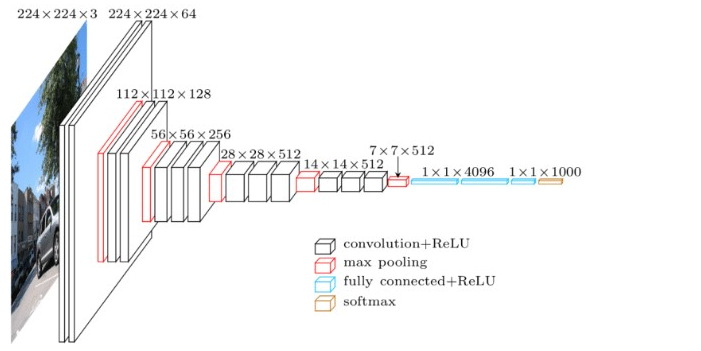 224×224×3
224×224×64
112×112×128
56×56×256
28×28×512
14×14×512
7×7×512
1×1×4096
1×1×1000
convolution+ReLU
max pooling
fully connected+ReLU
softmax